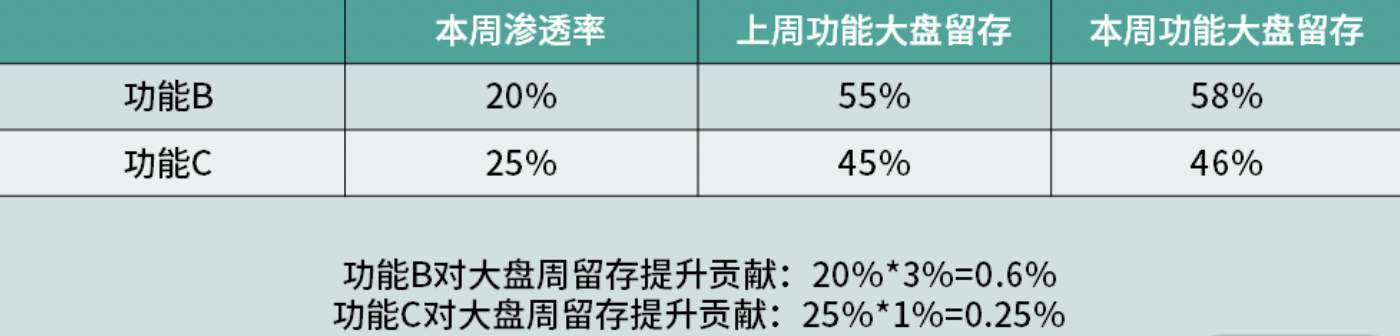 本周渗透率 上周功能大盘留存 本周功能大盘留存
功能B 20% 55% 58%
功能C 25% 45% 46%
功能B对大盘周留存提升贡献：20%*3%=0.6%
功能C对大盘周留存提升贡献：25%*1%=0.25%